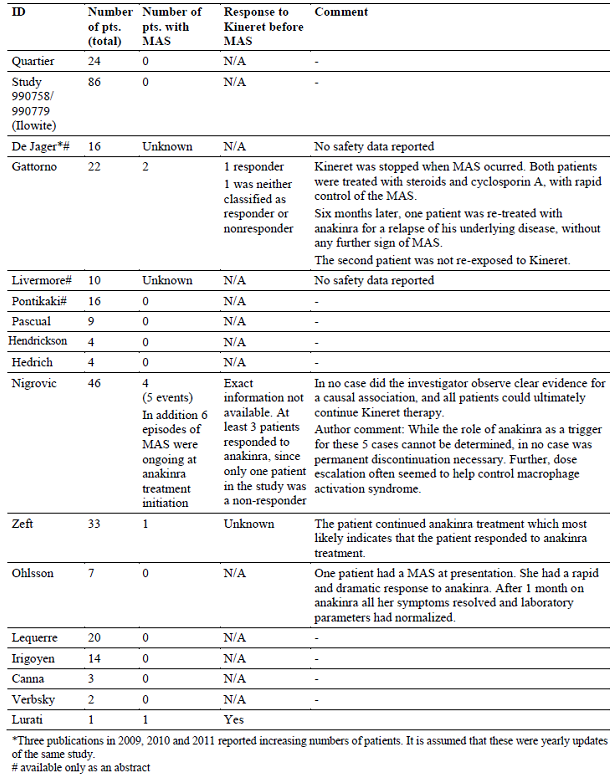 ID Number of pts. (total) Number of pts. with MAS Response to Kineret before MAS Comment
Quartier 24 0 N/A -
Study 990758/ 990779 (Ilowite) 86 0 N/A -
De Jager*# 16 Unknown N/A No safety data reported
Gattorno 22 2 1 responder
1 was neither classified as responder or nonresponder
Kineret was stopped when MAS ocurred. Both patients
were treated with steroids and cyclosporin A, with rapid
control of the MAS.
Six months later, one patient was re-treated with
anakinra for a relapse of his underlying disease, without
any further sign of MAS.
The second patient was not re-exposed to Kineret.
Livermore# 10 Unknown N/A No safety data reported
Pontikaki# 16 0 N/A -
Pascual 9 0 N/A -
Hendrickson 4 0 N/A -
Hedrich 4 0 N/A -
Nigrovic 46 4
(5 events)
In addition 6
episodes of
MAS were
ongoing at
anakinra
treatment
initiation
Exact
information not
available. At
least 3 patients
responded to
anakinra, since
only one patient
in the study was
a non-responder
In no case did the investigator observe clear evidence for
a causal association, and all patients could ultimately
continue Kineret therapy.
Author comment: While the role of anakinra as a trigger
for these 5 cases cannot be determined, in no case was
permanent discontinuation necessary. Further, dose
escalation often seemed to help control macrophage
activation syndrome.
Zeft 33 1 Unknown The patient continued anakinra treatment which most
likely indicates that the patient responded to anakinra
treatment.
Ohlsson 7 0 N/A One patient had a MAS at presentation. She had a rapid
and dramatic response to anakinra. After 1 month on
anakinra all her symptoms resolved and laboratory
parameters had normalized.
Lequerre 20 0 N/A -
Irigoyen 14 0 N/A -
Canna 3 0 N/A -
Verbsky 2 0 N/A -
Lurati 1 1 Yes
*Three publications in 2009, 2010 and 2011 reported increasing numbers of patients. It is assumed that these were yearly updates
of the same study.
# available only as an abstract